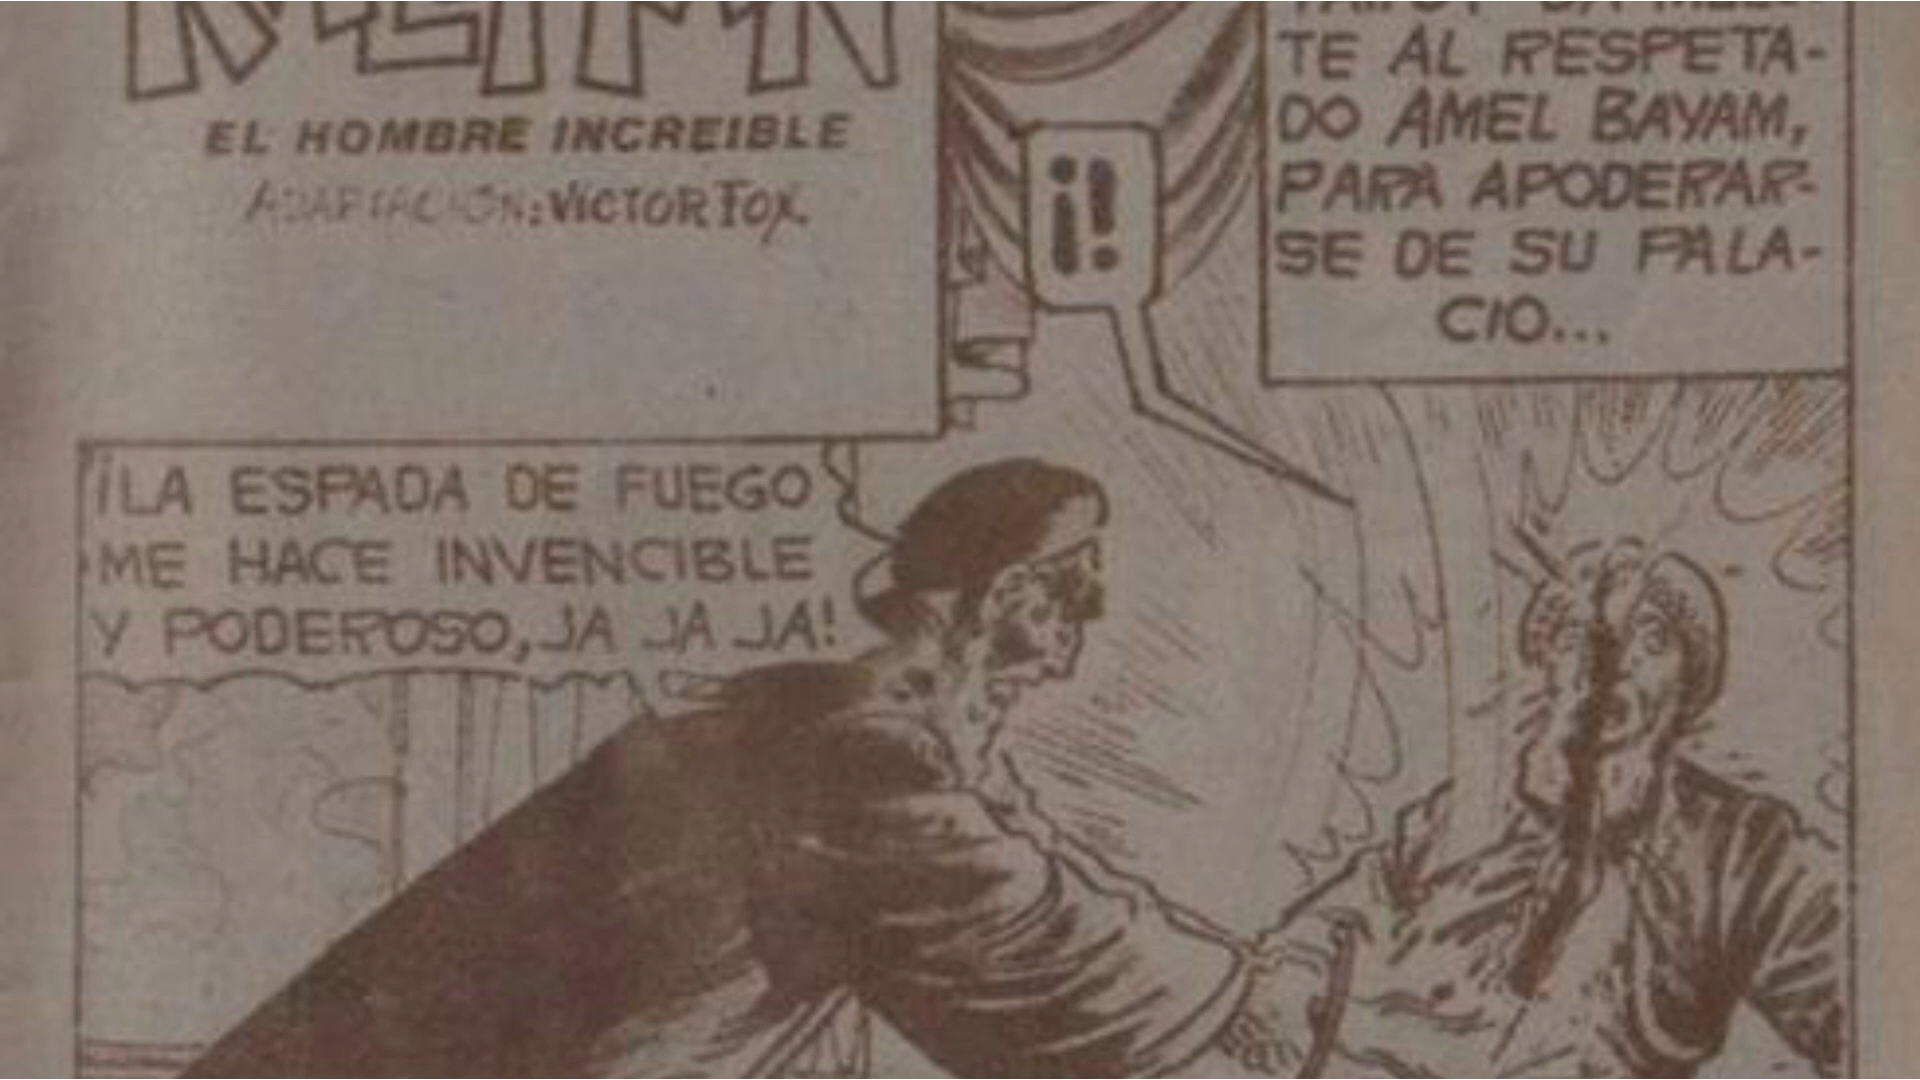 EL HOMBRE INCREIBLE
ADAPTACION: VICTOR FOX
TE AL RESPETA-
DO AMEL BAYAM,
PARA APODERAR-
SE DE SU PALA-
CIO...
¡!
¡LA ESPADA DE FUEGO
ME HACE INVENCIBLE
Y PODEROSO, JA JA JA!